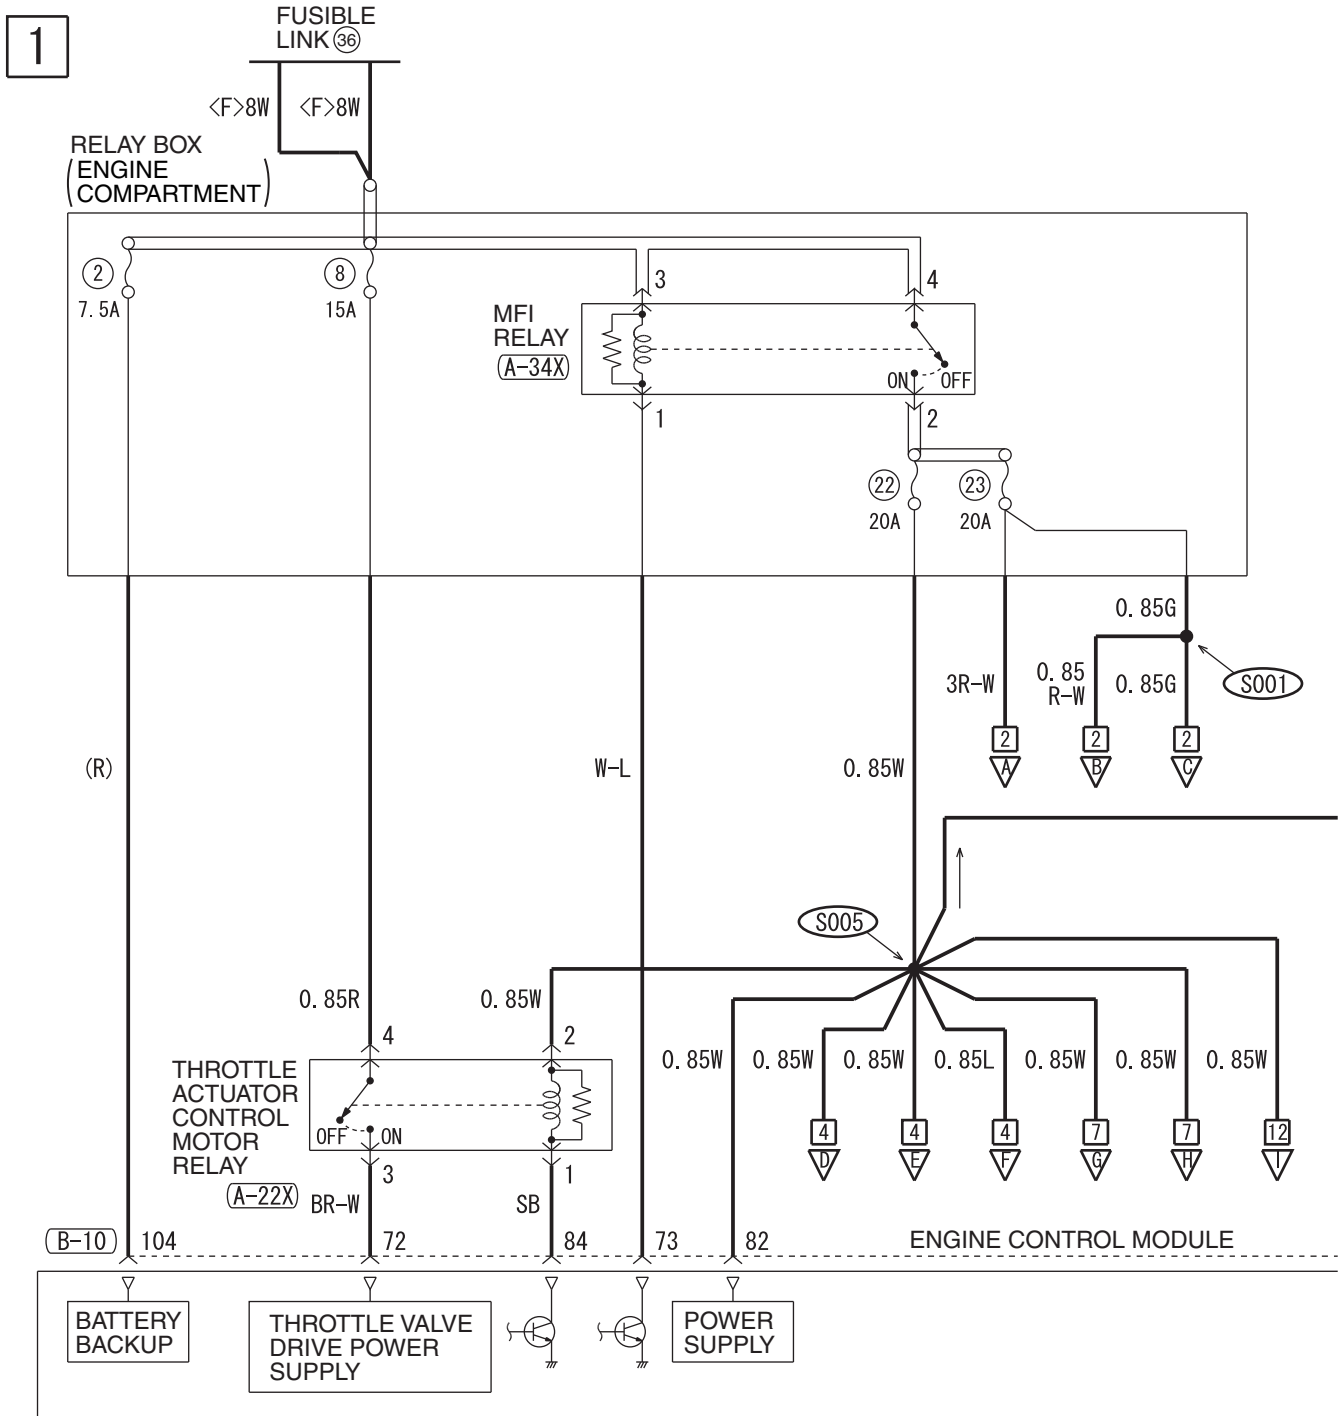 1
FUSIBLE
LINK 36
<F>8W <F>8W
RELAY BOX
(ENGINE
COMPARTMENT)
2
7.5A
8
15A
3
4
MFI
RELAY
A-34X
ON OFF
1
2
22
20A
23
20A
0.85G
3R-W
0.85
R-W
0.85G
S001
2
A
2
B
2
C
(R)
W-L
0.85W
S005
0.85R
0.85W
4
2
0.85W
0.85W
0.85W
0.85L
0.85W
0.85W
0.85W
THROTTLE
ACTUATOR
CONTROL
MOTOR
RELAY
OFF ON
A-22X
3
1
BR-W
SB
4
D
4
E
4
F
7
G
7
H
12
I
B-10
104
72
84
73
82
ENGINE CONTROL MODULE
BATTERY
BACKUP
THROTTLE VALVE
DRIVE POWER
SUPPLY
POWER
SUPPLY